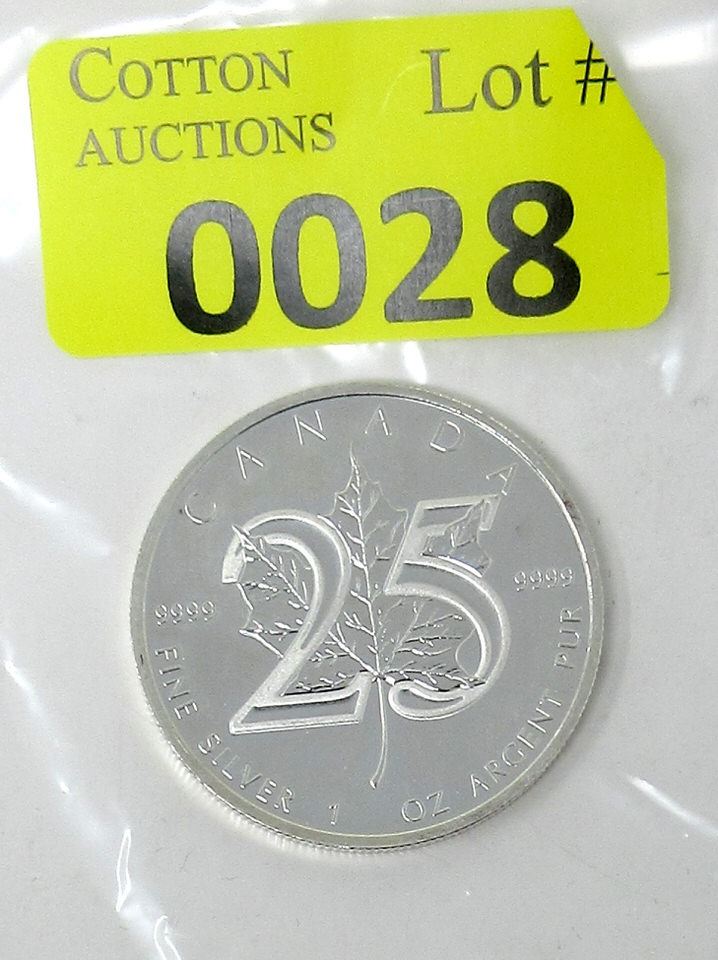 COTTON
AUCTIONS
Lot #
0028
CANADA
25
9999
9999
FINE SILVER 1 OZ ARGENT PUR